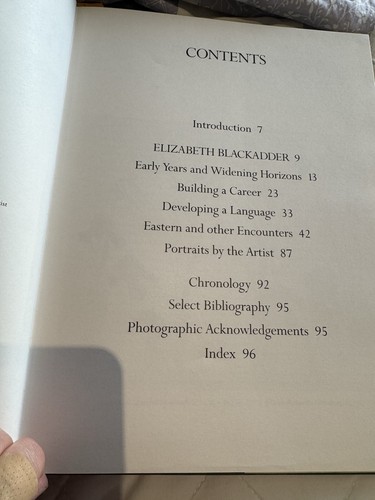 CONTENTS
Introduction 7
ELIZABETH BLACKADDER 9
Early Years and Widening Horizons 13
Building a Career 23
Developing a Language 33
Eastern and other Encounters 42
Portraits by the Artist 87
Chronology 92
Select Bibliography 95
Photographic Acknowledgements 95
Index 96